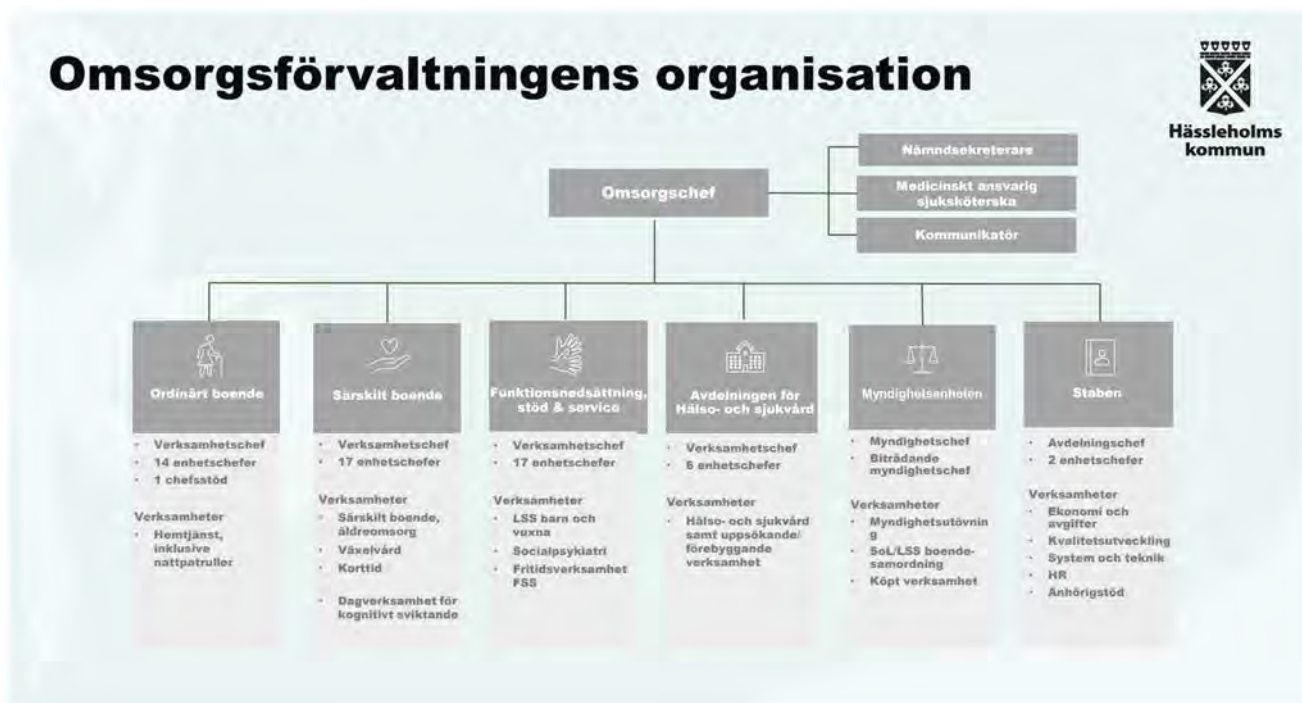 Omsorgsförvaltningens organisation
Hässleholms
kommun
Nämndsekreterare
Omsorgschef
Medicinskt ansvarig
sjuksköterska
Kommunikatör
Ordinärt boende
· Verksamhetschef
· 14 enhetschefer
· 1 chefsstöd
Verksamheter
· Hemtjänst,
inklusive
nattpatruller
Särskilt boende
· Verksamhetschef
· 17 enhetschefer
Verksamheter
· Särskilt boende,
äldreomsorg
· Växelvård
· Korttid
· Dagverksamhet för
kognitivt sviktande
Funktionsnedsättning,
stöd & service
· Verksamhetschef
· 17 enhetschefer
Verksamheter
· LSS barn och
vuxna
· Socialpsykiatri
· Fritidsverksamhet
FSS
Avdelningen för
Hälso- och sjukvård
· Verksamhetschef
· 6 enhetschefer
Verksamheter
· Hälso- och sjukvård
samt uppsökande/
förebyggande
verksamhet
Myndighetsenheten
· Myndighetschef
· Biträdande
myndighetschef
Verksamheter
· Myndighetsutövnin
g
· SoL/LSS boende-
samordning
· Köpt verksamhet
Staben
· Avdelningschef
· 2 enhetschefer
Verksamheter
· Ekonomi och
avgifter
· Kvalitetsutveckling
· System och teknik
· HR
· Anhörigstöd